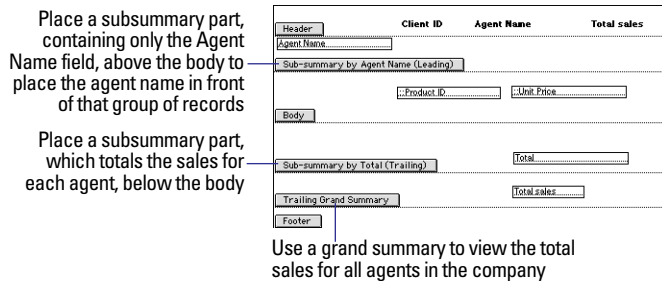 Place a subsummary part,
containing only the Agent
Name field, above the body to
place the agent name in front
of that group of records
Place a subsummary part,
which totals the sales for
each agent, below the body
Client ID Agent Name Total sales
Header
Agent Name
Sub-summary by Agent Name (Leading)
::Product ID ::Unit Price
Body
Total
Sub-summary by Total (Trailing)
Total sales
Trailing Grand Summary
Footer
Use a grand summary to view the total
sales for all agents in the company